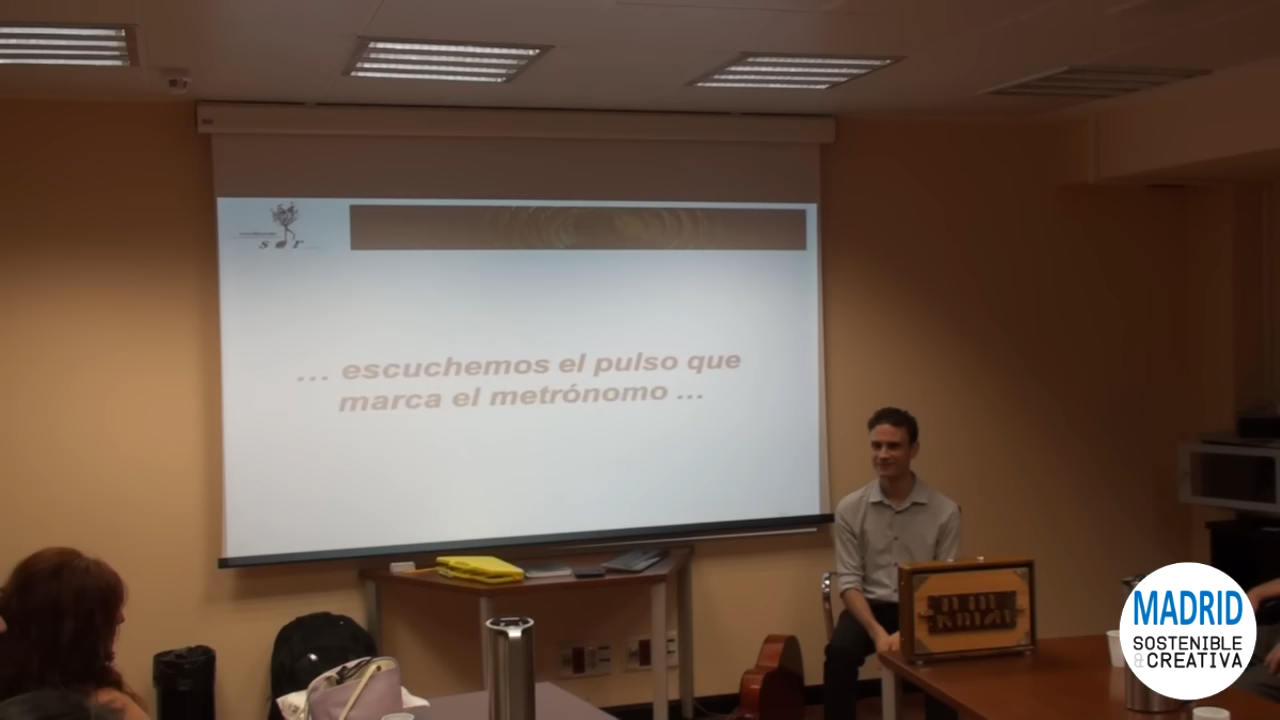 s o r
... escuchemos el pulso que
marca el metrónomo ...
MADRID
SOSTENIBLE
& CREATIVA